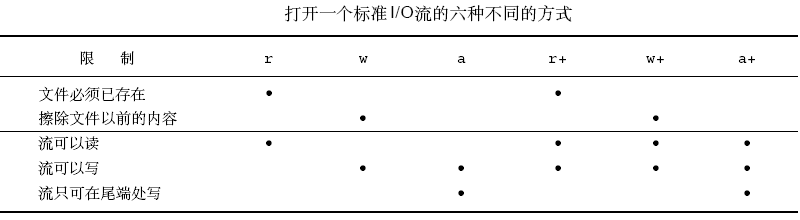 打开一个标准I/O流的六种不同的方式
限 制 r w a r+ w+ a+
文件必须已存在 • •
擦除文件以前的内容 • •
流可以读 • • • •
流可以写 • • • • •
流只可在尾端处写 • •